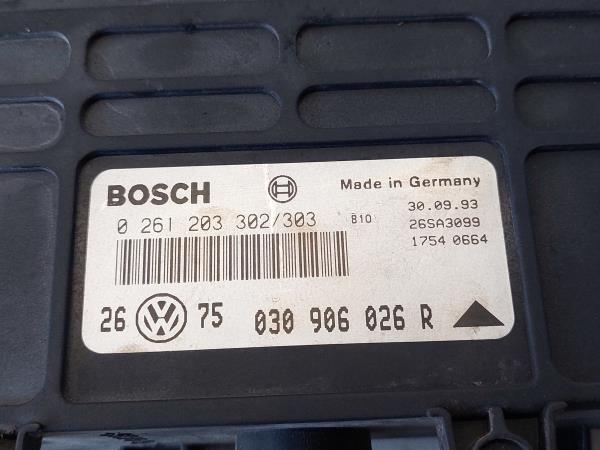 BOSCH
Made in Germany
0 261 203 302/303 B10
30.09.93
26SA3099
1754 0664
26 VW 75 030 906 026 R